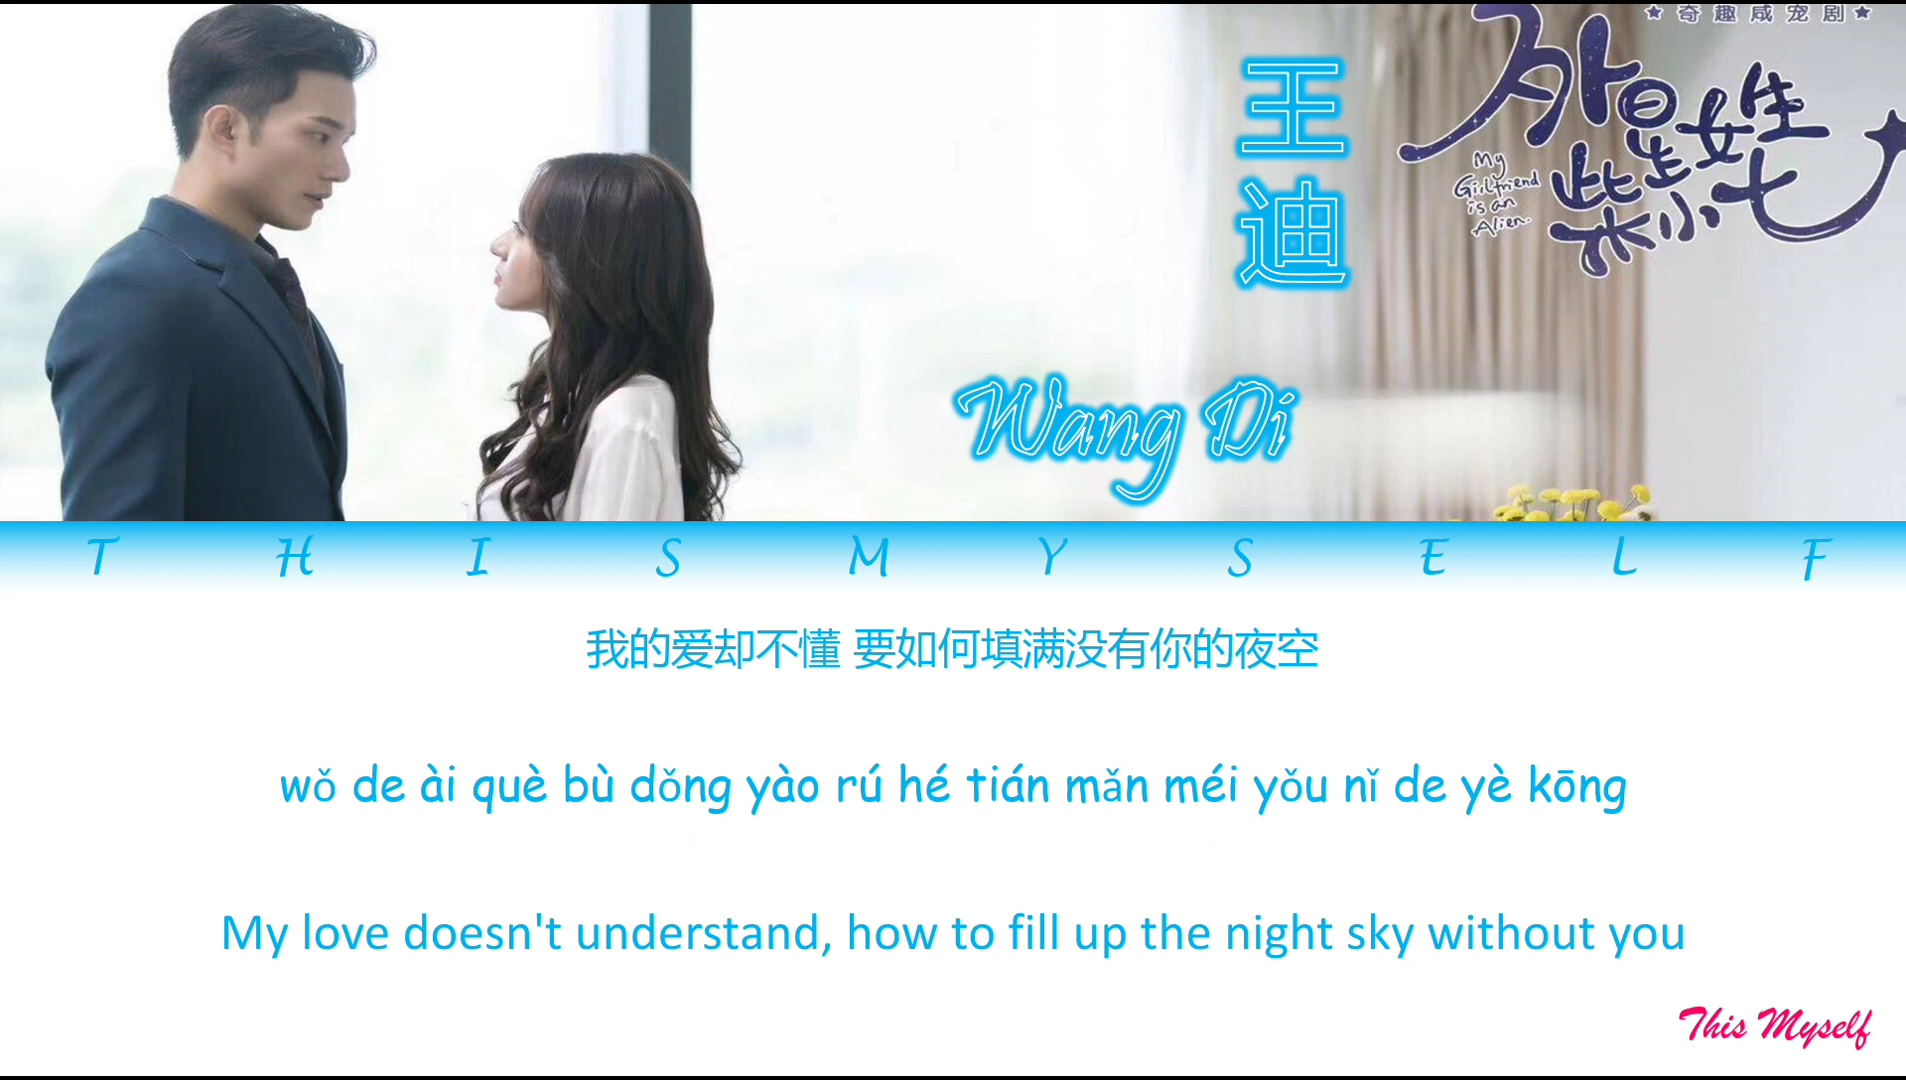 ★ 奇趣咸宠剧 ★
外星女生
柴小七
My
Girlfriend
is an
Alien.
王迪
Wang Di
T H I S M Y S E L F
我的爱却不懂 要如何填满没有你的夜空
wǒ de ài què bù dǒng yào rú hé tián mǎn méi yǒu nǐ de yè kōng
My love doesn't understand, how to fill up the night sky without you
This Myself